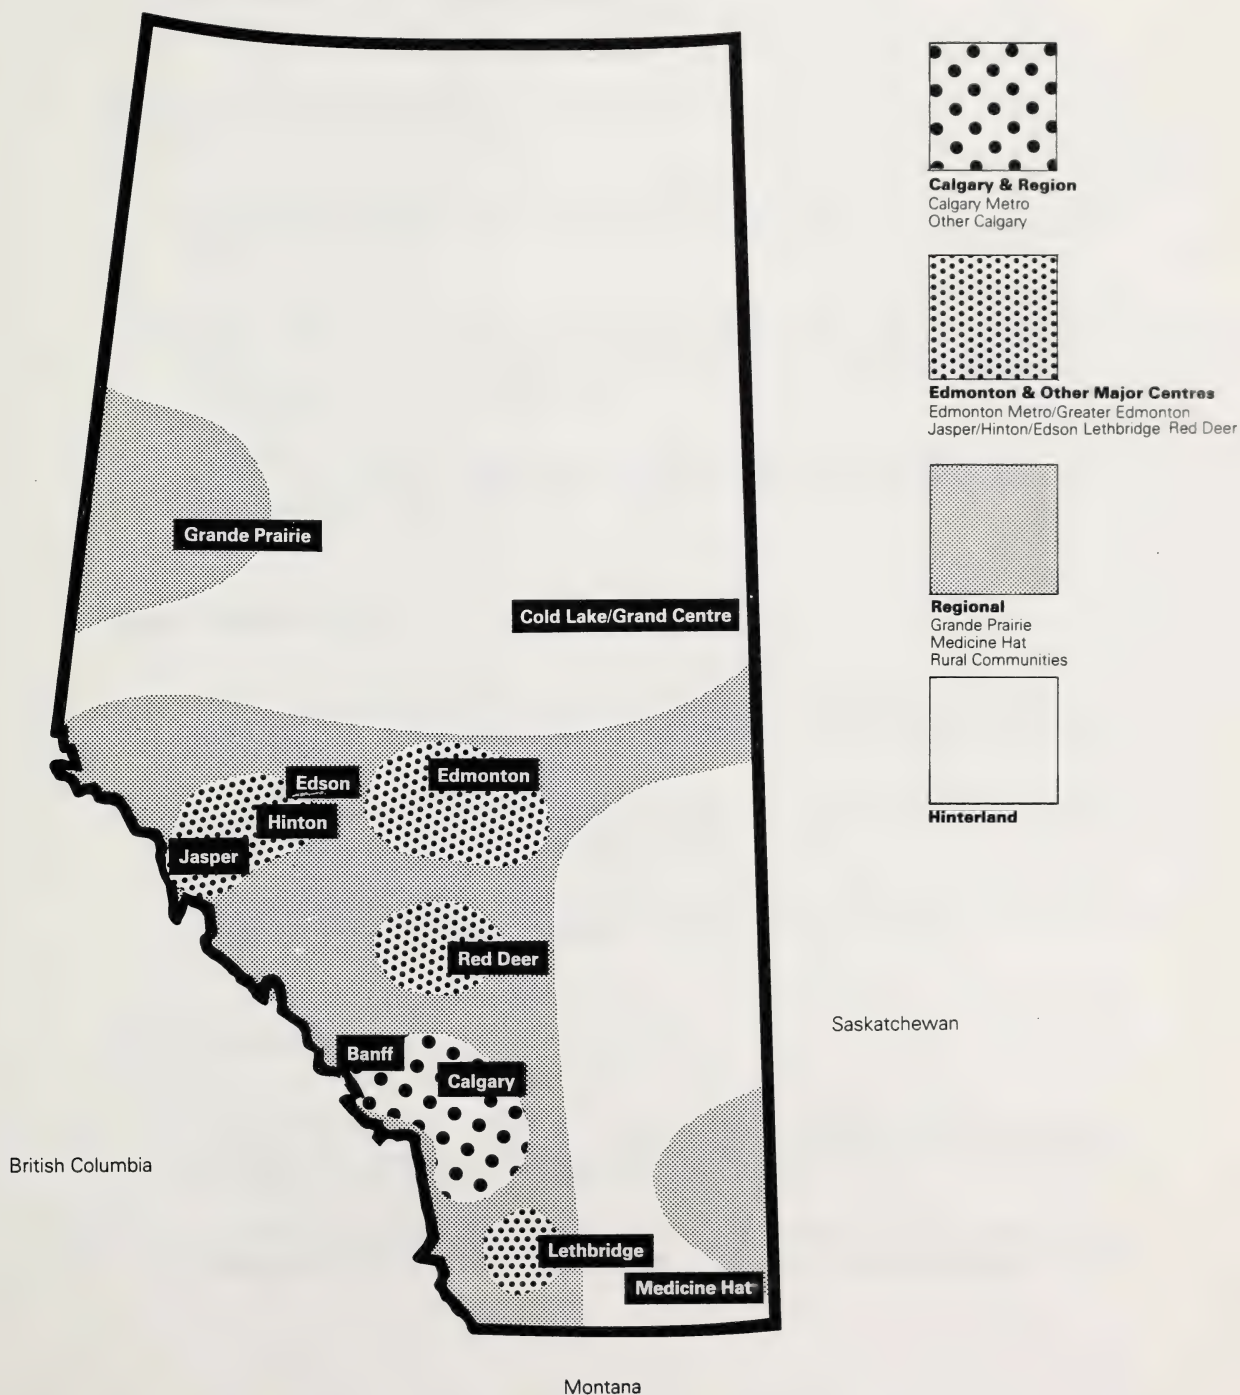 Calgary & Region
Calgary Metro
Other Calgary
Edmonton & Other Major Centres
Edmonton Metro/Greater Edmonton
Jasper/Hinton/Edson Lethbridge Red Deer
Regional
Grande Prairie
Medicine Hat
Rural Communities
Hinterland
Grande Prairie
Cold Lake/Grand Centre
Edson
Edmonton
Hinton
Jasper
Red Deer
Saskatchewan
Banff
Calgary
British Columbia
Lethbridge
Medicine Hat
Montana